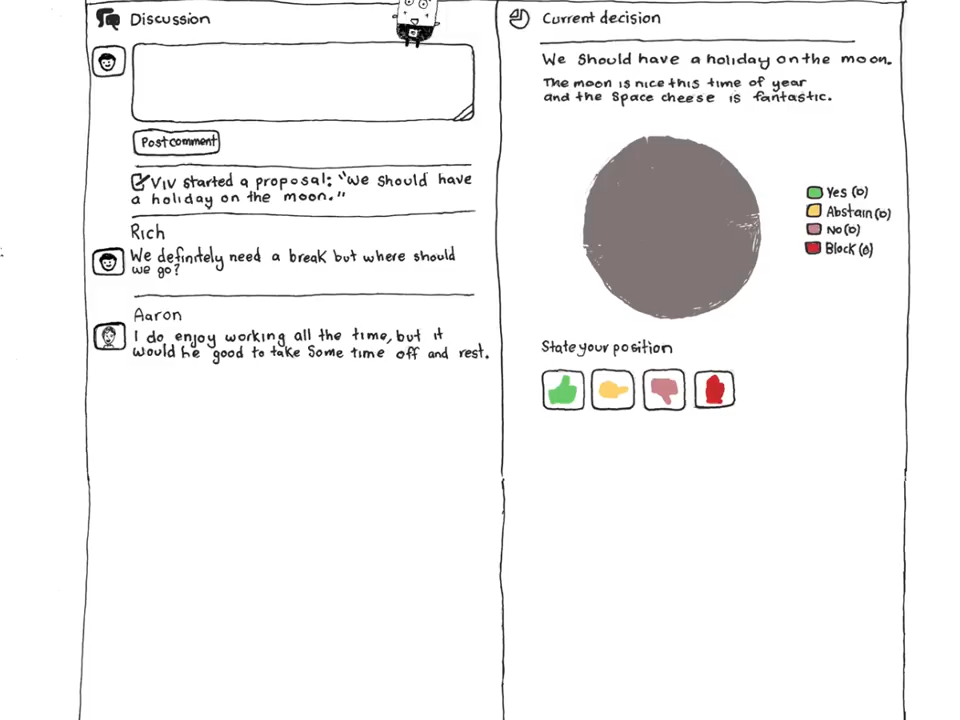 Discussion
Post comment
Viv started a proposal: "We should have
a holiday on the moon."
Rich
We definitely need a break but where should
we go?
Aaron
I do enjoy working all the time, but it
would be good to take some time off and rest.
Current decision
We should have a holiday on the moon.
The moon is nice this time of year
and the space cheese is fantastic.
Yes (0)
Abstain (0)
No (0)
Block (0)
State your position